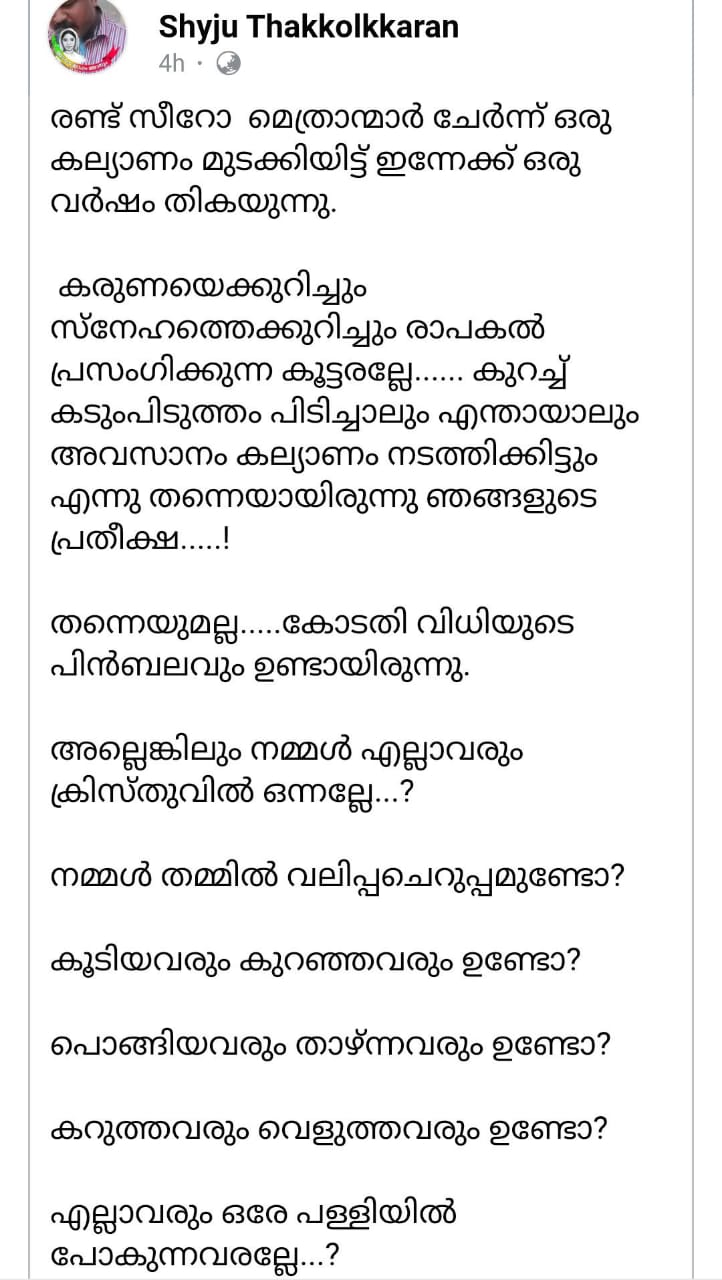 Shyju Thakkolkkaran
4h ·
രണ്ട് സീറോ മെത്രാന്മാർ ചേർന്ന് ഒരു
കല്യാണം മുടക്കിയിട്ട് ഇന്നേക്ക് ഒരു
വർഷം തികയുന്നു.
കരുണയെക്കുറിച്ചും
സ്നേഹത്തെക്കുറിച്ചും രാപകൽ
പ്രസംഗിക്കുന്ന കൂട്ടരല്ലേ...... കുറച്ച്
കടുംപിടുത്തം പിടിച്ചാലും എന്തായാലും
അവസാനം കല്യാണം നടത്തിക്കിട്ടും
എന്നു തന്നെയായിരുന്നു ഞങ്ങളുടെ
പ്രതീക്ഷ.....!
തന്നെയുമല്ല.....കോടതി വിധിയുടെ
പിൻബലവും ഉണ്ടായിരുന്നു.
അല്ലെങ്കിലും നമ്മൾ എല്ലാവരും
ക്രിസ്തുവിൽ ഒന്നല്ലേ...?
നമ്മൾ തമ്മിൽ വലിപ്പചെറുപ്പമുണ്ടോ?
കൂടിയവരും കുറഞ്ഞവരും ഉണ്ടോ?
പൊങ്ങിയവരും താഴ്ന്നവരും ഉണ്ടോ?
കറുത്തവരും വെളുത്തവരും ഉണ്ടോ?
എല്ലാവരും ഒരേ പള്ളിയിൽ
പോകുന്നവരല്ലേ...?